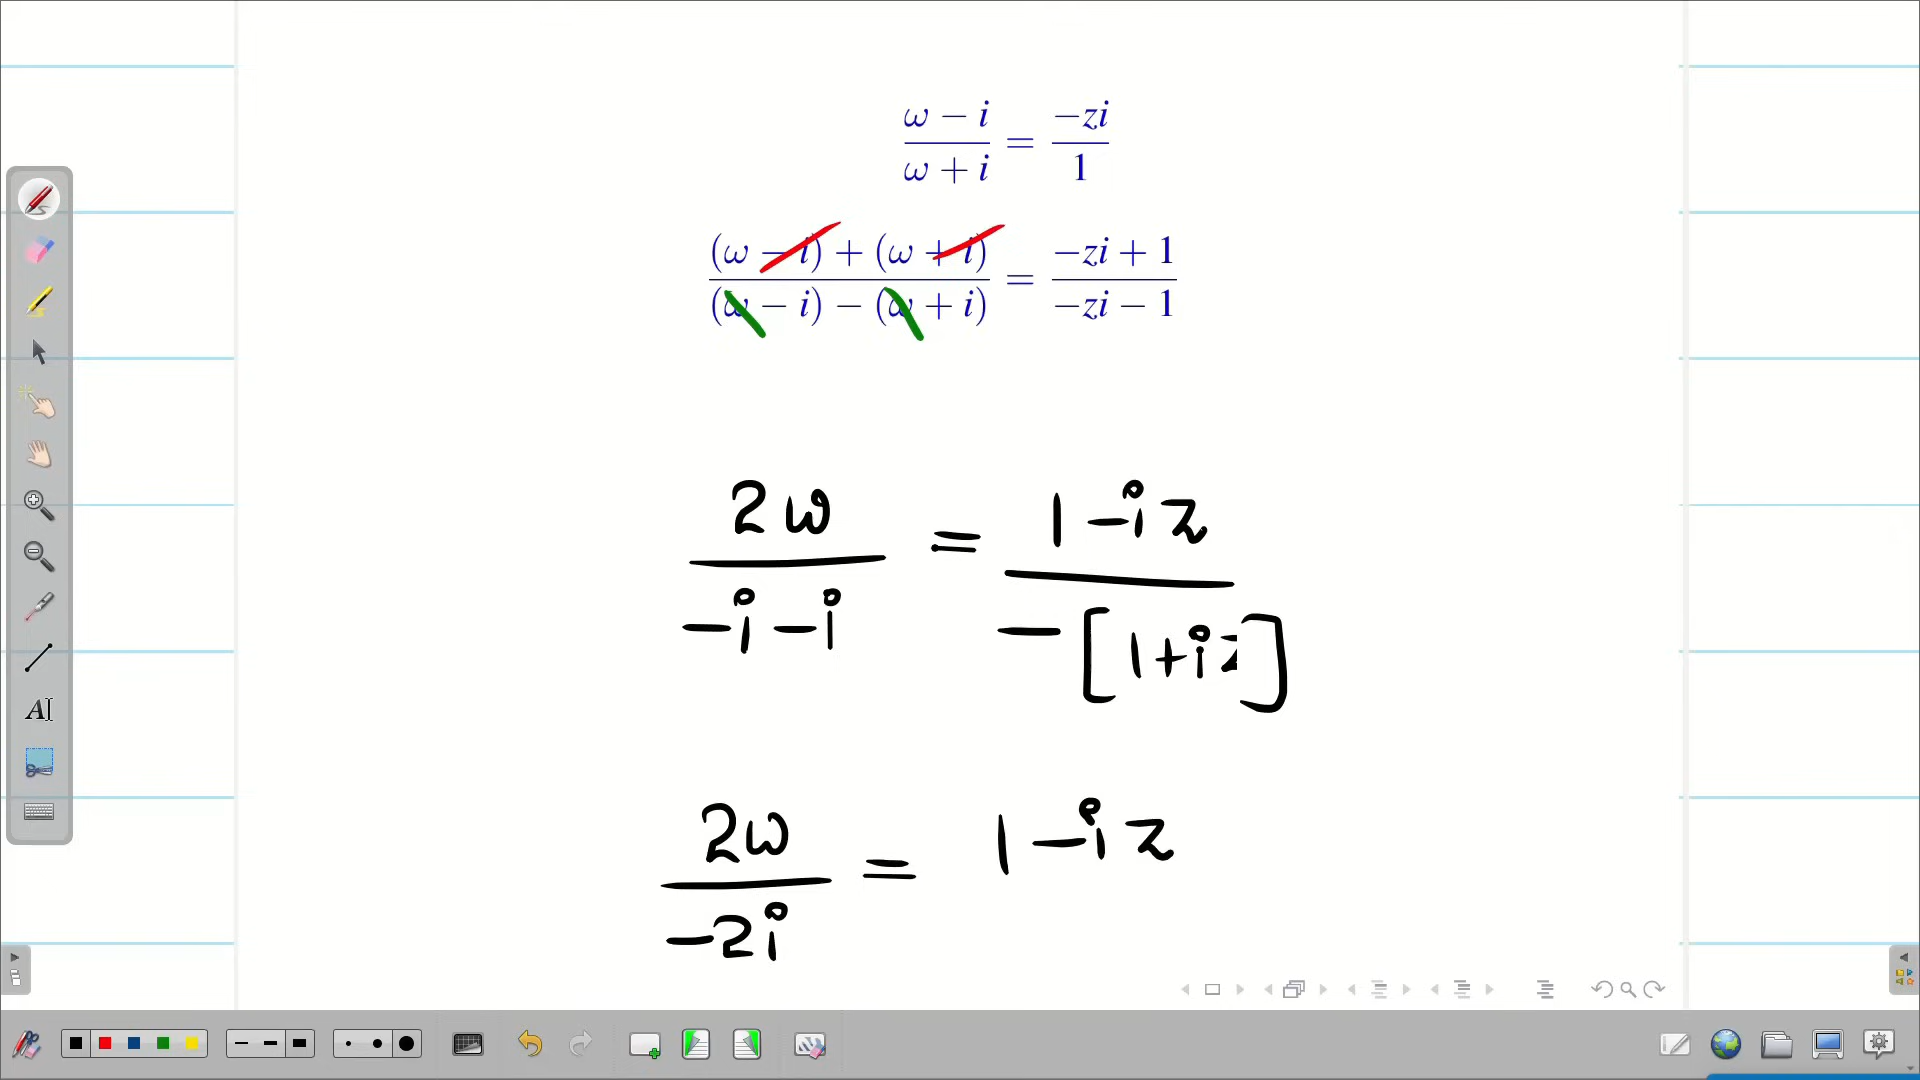 (ω − i)/(ω + i) = −zi/1
((ω − i) + (ω + i))/((ω − i) − (ω + i)) = (−zi + 1)/(−zi − 1)
2ω/(−i −i) = (1 − iz)/−[1+iz]
2ω/−2i = 1 − iz